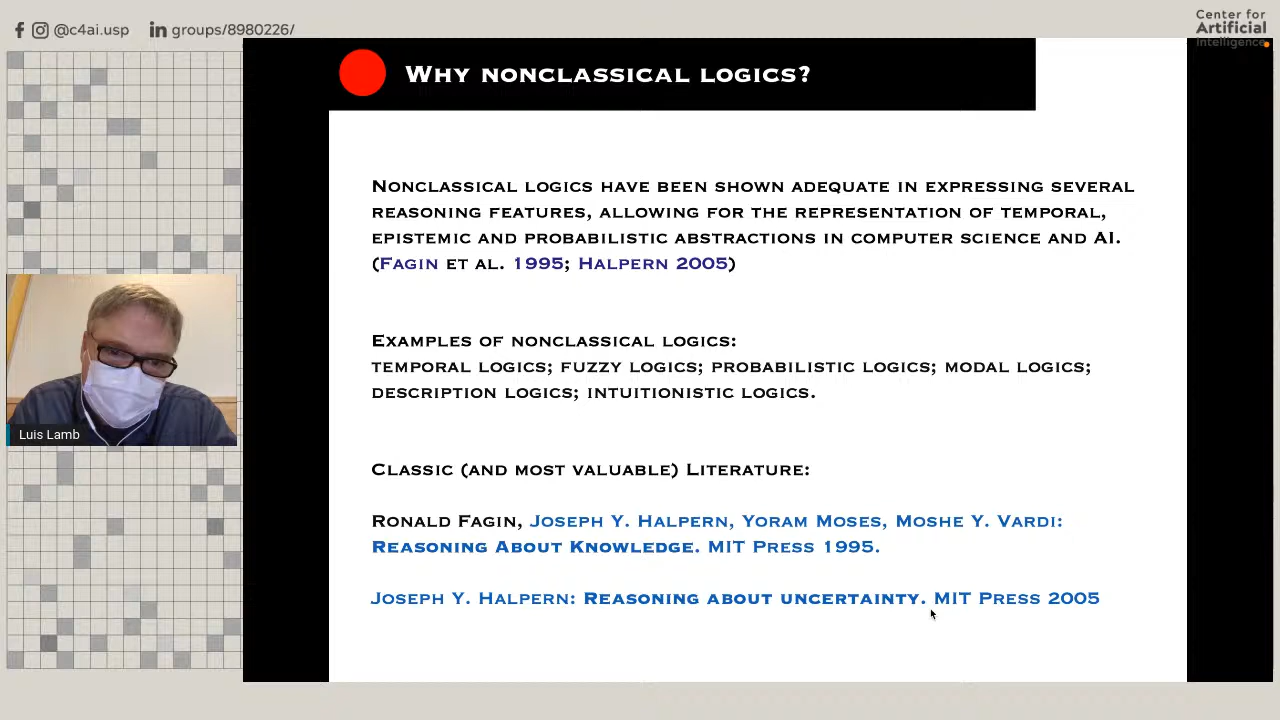 @c4ai.usp groups/8980226/
Center for
Artificial
Intelligence
WHY NONCLASSICAL LOGICS?
NONCLASSICAL LOGICS HAVE BEEN SHOWN ADEQUATE IN EXPRESSING SEVERAL
REASONING FEATURES, ALLOWING FOR THE REPRESENTATION OF TEMPORAL,
EPISTEMIC AND PROBABILISTIC ABSTRACTIONS IN COMPUTER SCIENCE AND AI.
(FAGIN ET AL. 1995; HALPERN 2005)
EXAMPLES OF NONCLASSICAL LOGICS:
TEMPORAL LOGICS; FUZZY LOGICS; PROBABILISTIC LOGICS; MODAL LOGICS;
DESCRIPTION LOGICS; INTUITIONISTIC LOGICS.
Luis Lamb
CLASSIC (AND MOST VALUABLE) LITERATURE:
RONALD FAGIN, JOSEPH Y. HALPERN, YORAM MOSES, MOSHE Y. VARDI:
REASONING ABOUT KNOWLEDGE. MIT PRESS 1995.
JOSEPH Y. HALPERN: REASONING ABOUT UNCERTAINTY. MIT PRESS 2005